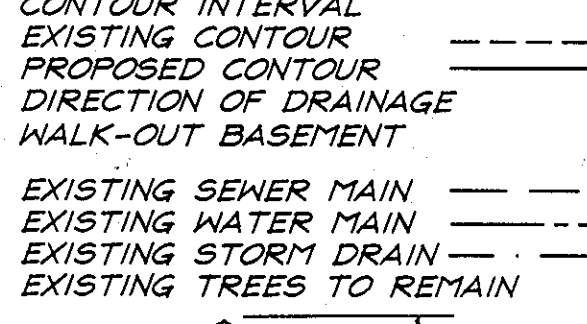 CONTOUR INTERVAL
EXISTING CONTOUR
PROPOSED CONTOUR
DIRECTION OF DRAINAGE
WALK-OUT BASEMENT
EXISTING SEWER MAIN
EXISTING WATER MAIN
EXISTING STORM DRAIN
EXISTING TREES TO REMAIN